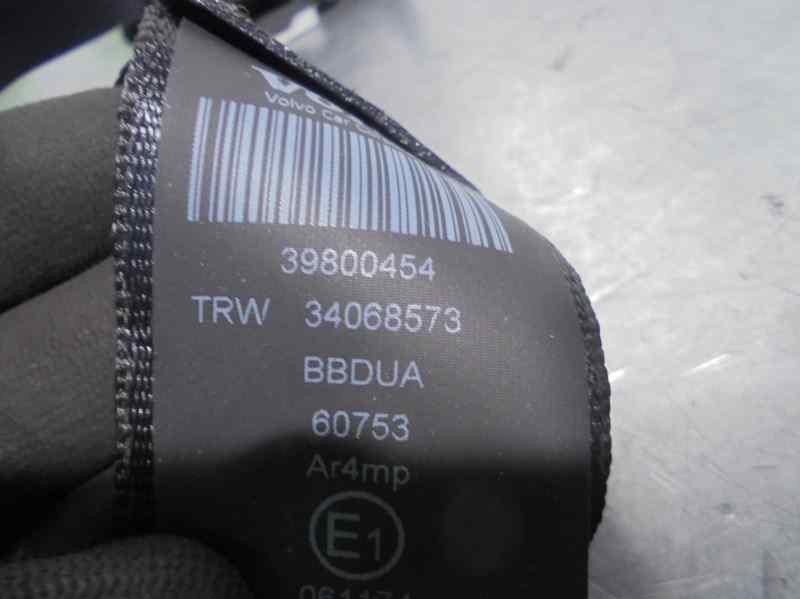 Volvo Car
39800454
TRW 34068573
BBDUA
60753
Ar4mp
E1